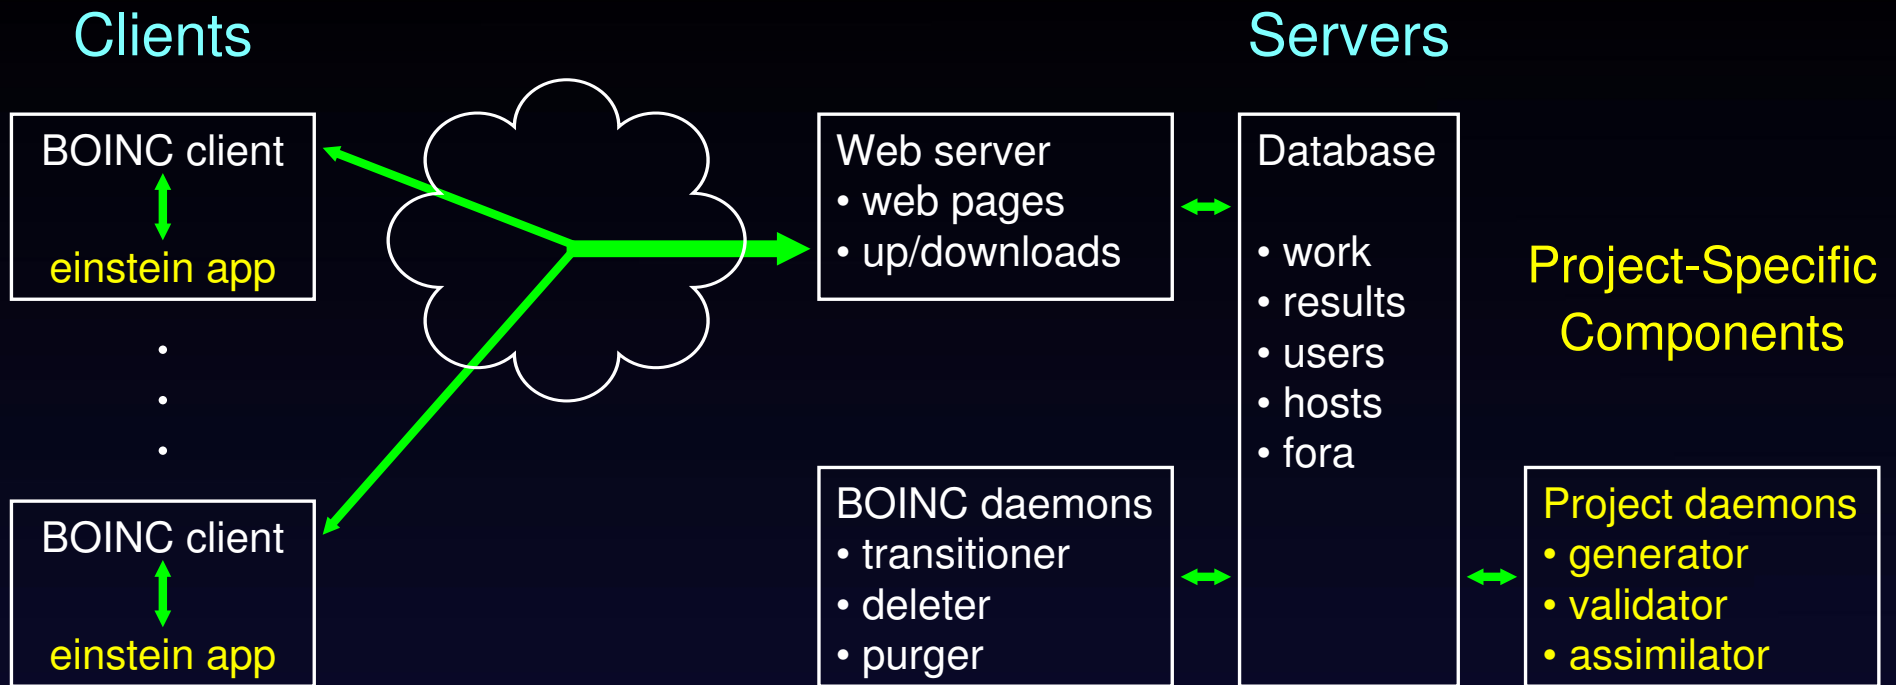 Clients
Servers
BOINC client
einstein app
.
.
.
BOINC client
einstein app
Web server
• web pages
• up/downloads
BOINC daemons
• transitioner
• deleter
• purger
Database
• work
• results
• users
• hosts
• fora
Project-Specific
Components
Project daemons
• generator
• validator
• assimilator